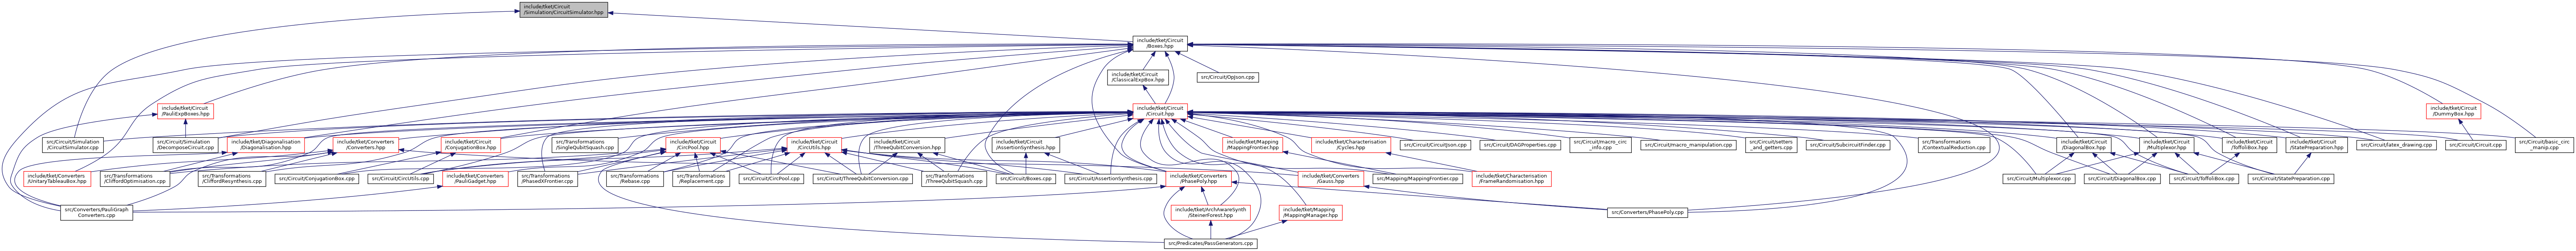 include/tket/Circuit
/Simulation/CircuitSimulator.hpp
include/tket/Circuit
/Boxes.hpp
include/tket/Circuit
/ClassicalExpBox.hpp
src/Circuit/OpJson.cpp
include/tket/Circuit
/PauliExpBoxes.hpp
include/tket/Circuit
/Circuit.hpp
include/tket/Circuit
/DummyBox.hpp
src/Circuit/Simulation
/CircuitSimulator.cpp
src/Circuit/Simulation
/DecomposeCircuit.cpp
include/tket/Diagonalisation
/Diagonalisation.hpp
include/tket/Converters
/Converters.hpp
include/tket/Circuit
/ConjugationBox.hpp
src/Transformations
/SingleQubitSquash.cpp
include/tket/Circuit
/CircPool.hpp
include/tket/Circuit
/CircUtils.hpp
include/tket/Circuit
/ThreeQubitConversion.hpp
include/tket/Circuit
/AssertionSynthesis.hpp
include/tket/Mapping
/MappingFrontier.hpp
include/tket/Characterisation
/Cycles.hpp
src/Circuit/CircuitJson.cpp
src/Circuit/DAGProperties.cpp
src/Circuit/macro_circ
_info.cpp
src/Circuit/macro_manipulation.cpp
src/Circuit/setters
_and_getters.cpp
src/Circuit/SubcircuitFinder.cpp
src/Transformations
/ContextualReduction.cpp
include/tket/Circuit
/DiagonalBox.hpp
include/tket/Circuit
/Multiplexor.hpp
include/tket/Circuit
/ToffoliBox.hpp
include/tket/Circuit
/StatePreparation.hpp
src/Circuit/latex_drawing.cpp
src/Circuit/Circuit.cpp
src/Circuit/basic_circ
_manip.cpp
include/tket/Converters
/UnitaryTableauBox.hpp
src/Transformations
/CliffordOptimisation.cpp
src/Transformations
/CliffordResynthesis.cpp
src/Circuit/ConjugationBox.cpp
src/Circuit/CircUtils.cpp
include/tket/Converters
/PauliGadget.hpp
src/Transformations
/PhasedXFrontier.cpp
src/Transformations
/Rebase.cpp
src/Transformations
/Replacement.cpp
src/Circuit/CircPool.cpp
src/Circuit/ThreeQubitConversion.cpp
src/Transformations
/ThreeQubitSquash.cpp
src/Circuit/Boxes.cpp
src/Circuit/AssertionSynthesis.cpp
include/tket/Converters
/PhasePoly.hpp
include/tket/Converters
/Gauss.hpp
src/Mapping/MappingFrontier.cpp
include/tket/Characterisation
/FrameRandomisation.hpp
src/Circuit/Multiplexor.cpp
src/Circuit/DiagonalBox.cpp
src/Circuit/ToffoliBox.cpp
src/Circuit/StatePreparation.cpp
src/Converters/PauliGraph
Converters.cpp
include/tket/ArchAwareSynth
/SteinerForest.hpp
include/tket/Mapping
/MappingManager.hpp
src/Converters/PhasePoly.cpp
src/Predicates/PassGenerators.cpp